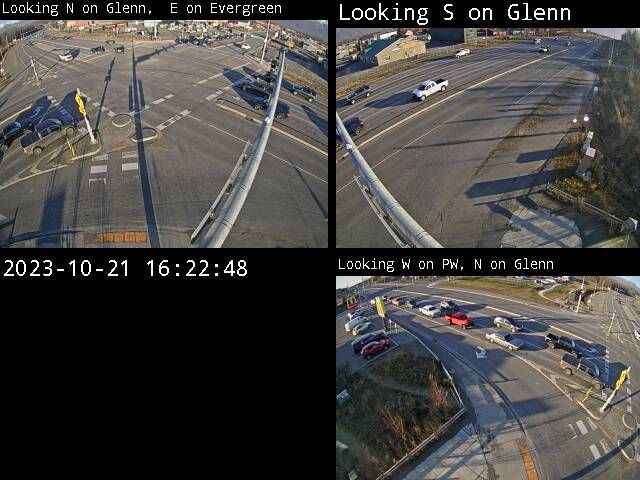 Looking N on Glenn,  E on Evergreen
Looking S on Glenn
2023-10-21 16:22:48
Looking W on PW, N on Glenn